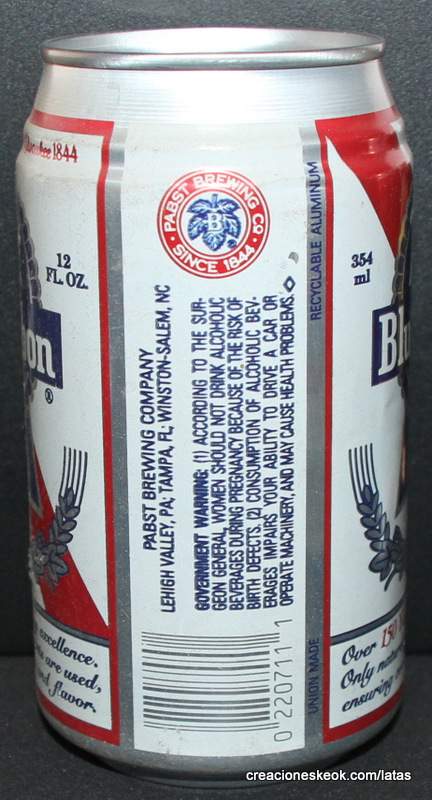 1844
12
FL. OZ.
on
®
excellence.
are used,
flavor.
PABST BREWING CO.
B
SINCE 1844
PABST BREWING COMPANY
LEHIGH VALLEY, PA; TAMPA, FL; WINSTON-SALEM, NC
GOVERNMENT WARNING: (1) ACCORDING TO THE SUR-
GEON GENERAL, WOMEN SHOULD NOT DRINK ALCOHOLIC
BEVERAGES DURING PREGNANCY BECAUSE OF THE RISK OF
BIRTH DEFECTS. (2) CONSUMPTION OF ALCOHOLIC BEV-
ERAGES IMPAIRS YOUR ABILITY TO DRIVE A CAR OR
OPERATE MACHINERY, AND MAY CAUSE HEALTH PROBLEMS.
0 220711 1
RECYCLABLE ALUMINUM
UNION MADE
354
ml
Blu
Over 150
Only
ensuring
creacioneskeok.com/latas